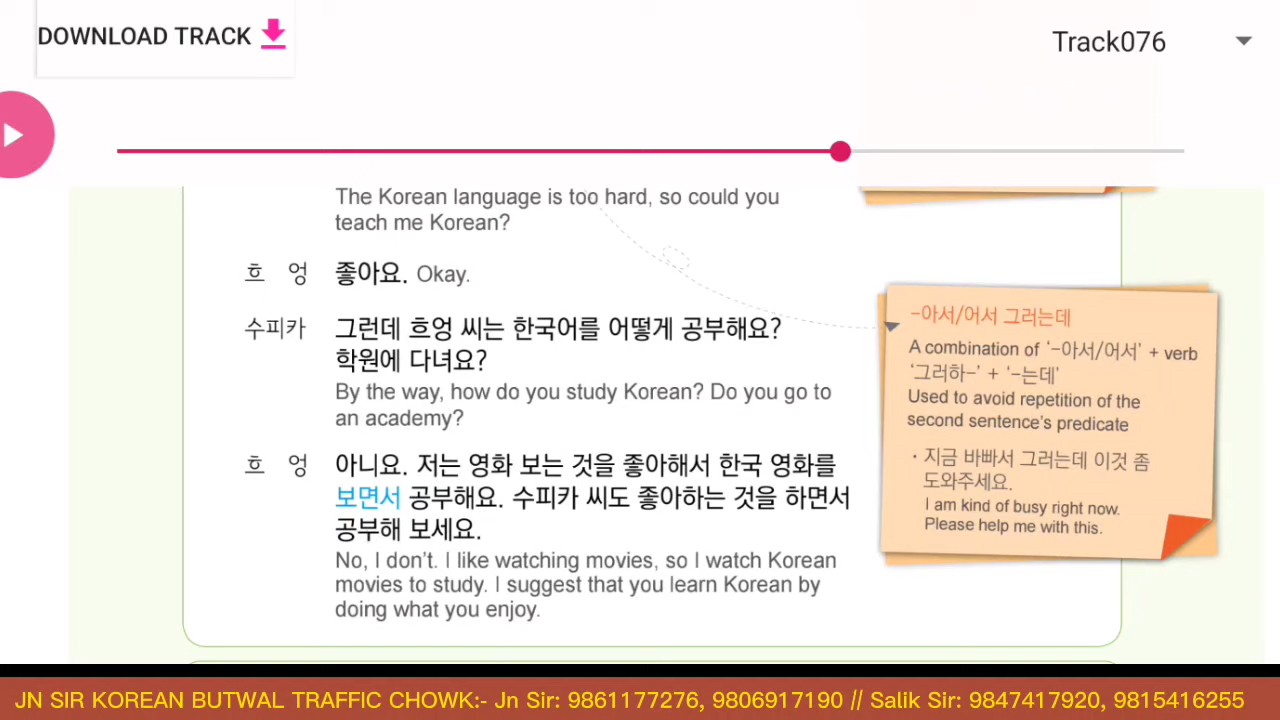 DOWNLOAD TRACK
Track076
The Korean language is too hard, so could you
teach me Korean?
흐 엉 좋아요. Okay.
수피카 그런데 흐엉 씨는 한국어를 어떻게 공부해요?
학원에 다녀요?
By the way, how do you study Korean? Do you go to
an academy?
흐 엉 아니요. 저는 영화 보는 것을 좋아해서 한국 영화를
보면서 공부해요. 수피카 씨도 좋아하는 것을 하면서
공부해 보세요.
No, I don't. I like watching movies, so I watch Korean
movies to study. I suggest that you learn Korean by
doing what you enjoy.
-아서/어서 그러는데
A combination of '-아서/어서' + verb
'그러하-' + '-는데'
Used to avoid repetition of the
second sentence's predicate
· 지금 바빠서 그러는데 이것 좀
도와주세요.
I am kind of busy right now.
Please help me with this.
JN SIR KOREAN BUTWAL TRAFFIC CHOWK:- Jn Sir: 9861177276, 9806917190 // Salik Sir: 9847417920, 9815416255